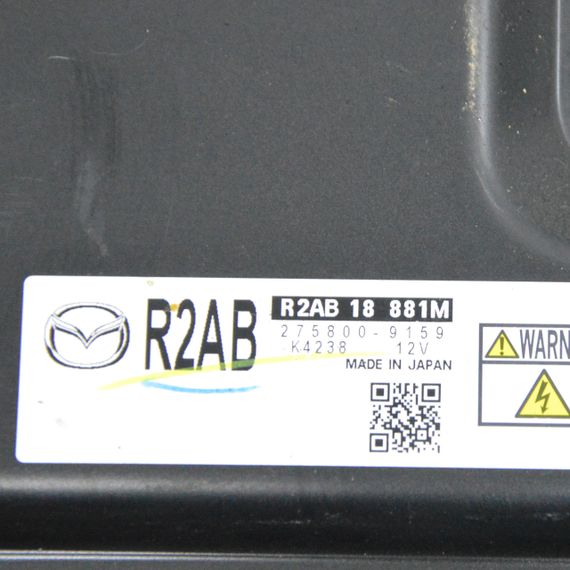 R2AB
R2AB 18 881M
275800-9159
K4238 12V
MADE IN JAPAN
WARN